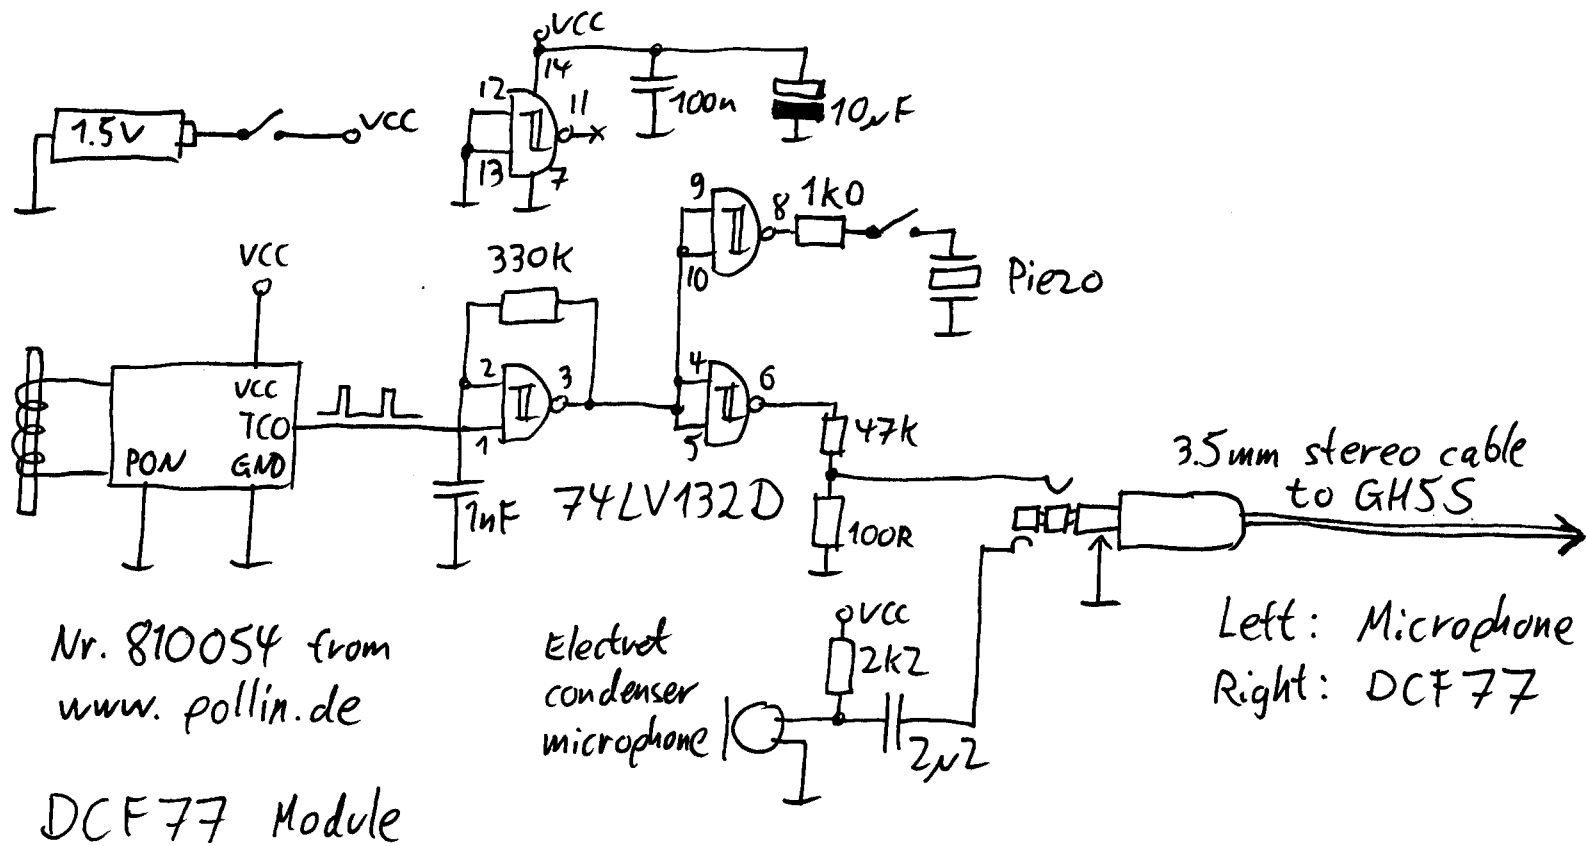 VCC
14
12
11
13
7
100n
10µF
1.5V
VCC
9
8
1k0
10
Piezo
VCC
330K
2
3
1
4
6
5
VCC
TCO
PON
GND
1nF
74LV132D
47k
100R
3.5mm stereo cable
to GH5S
Nr. 810054 from
www.pollin.de
DCF77 Module
Electret
condenser
microphone
VCC
2k2
2µ2
Left: Microphone
Right: DCF77